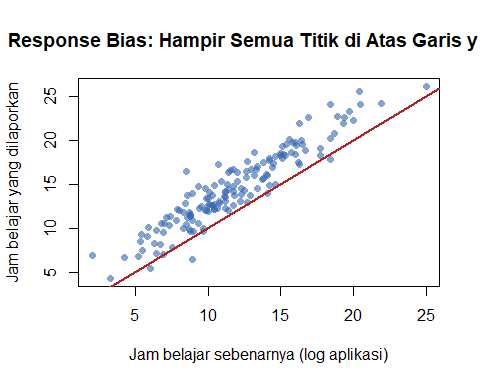 Response Bias: Hampir Semua Titik di Atas Garis y
Jam belajar yang dilaporkan
25
20
15
10
5
5 10 15 20 25
Jam belajar sebenarnya (log aplikasi)